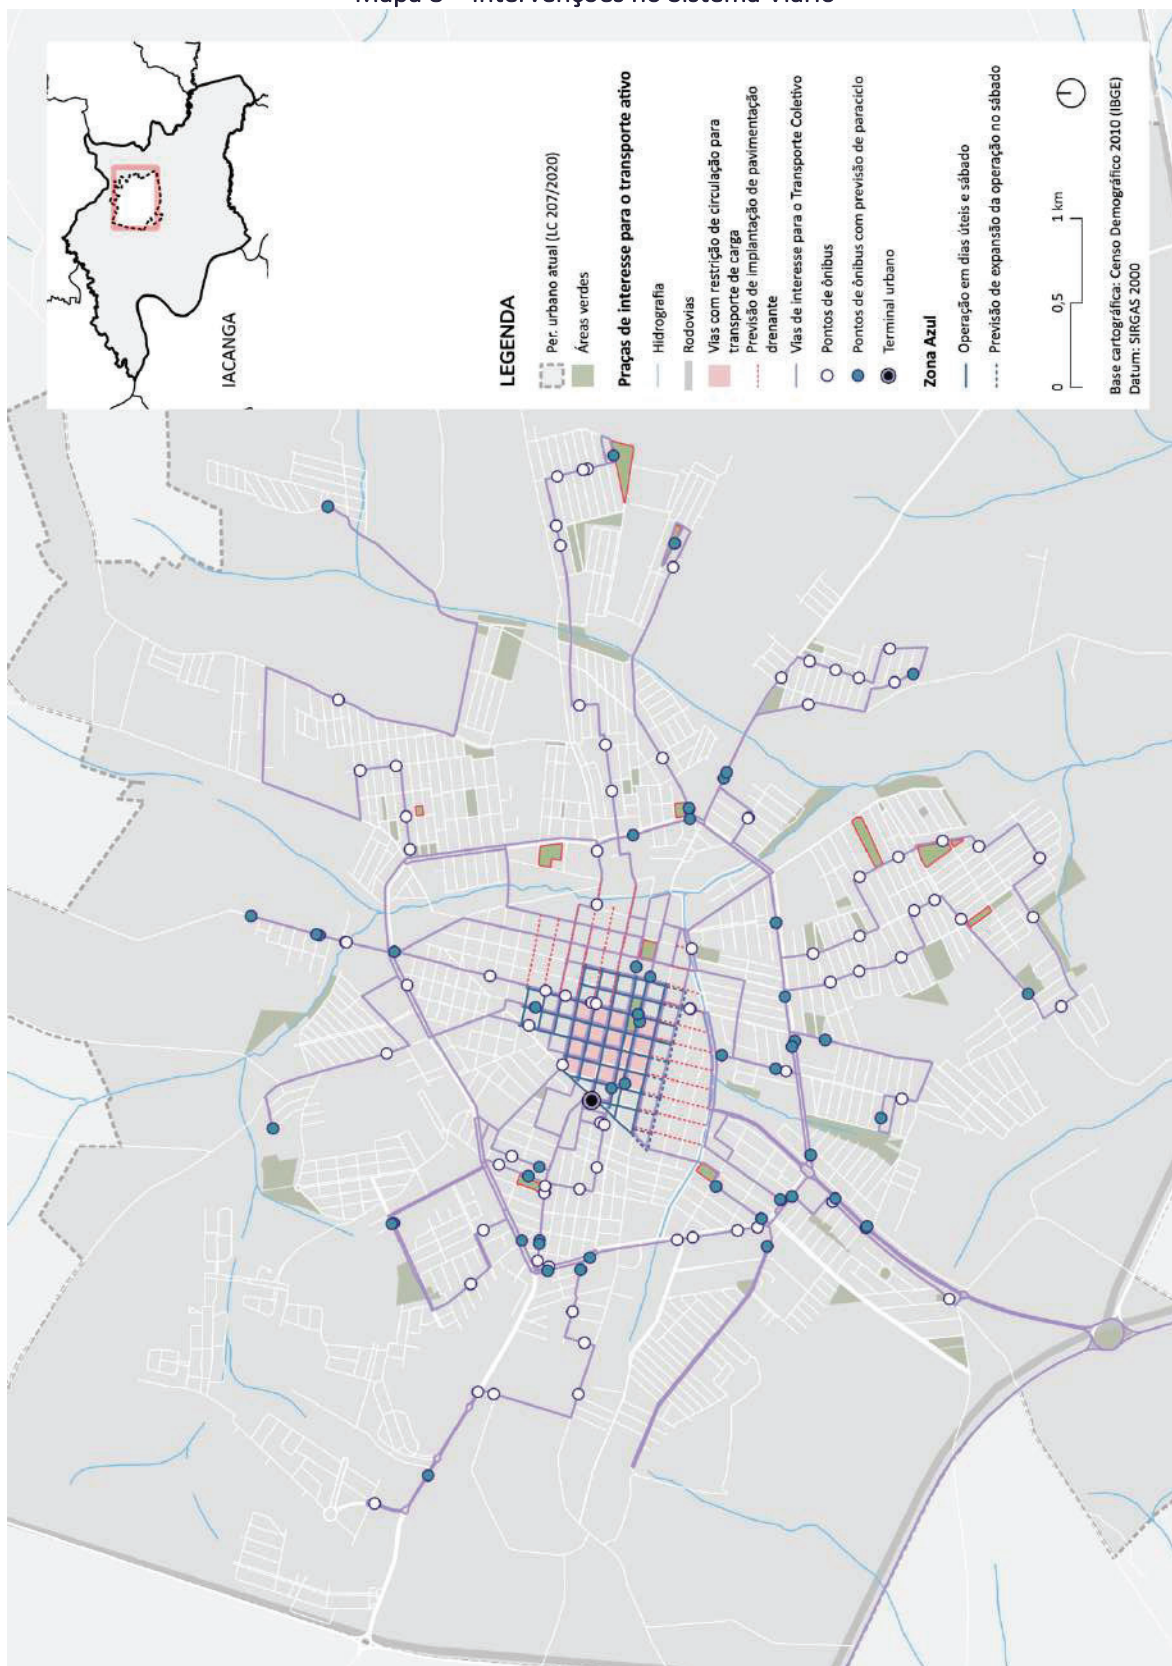 Mapa – Intervenções no Sistema Viário
IACANGA
LEGENDA
Per. urbano atual (LC 207/2020)
Áreas verdes
Praças de interesse para o transporte ativo
Hidrografia
Rodovias
Vias com restrição de circulação para
transporte de carga
Previsão de implantação de pavimentação
drenante
Vias de interesse para o Transporte Coletivo
Pontos de ônibus
Pontos de ônibus com previsão de paraciclo
Terminal urbano
Zona Azul
Operação em dias úteis e sábado
Previsão de expansão da operação no sábado
0 0,5 1 km
Base cartográfica: Censo Demográfico 2010 (IBGE)
Datum: SIRGAS 2000